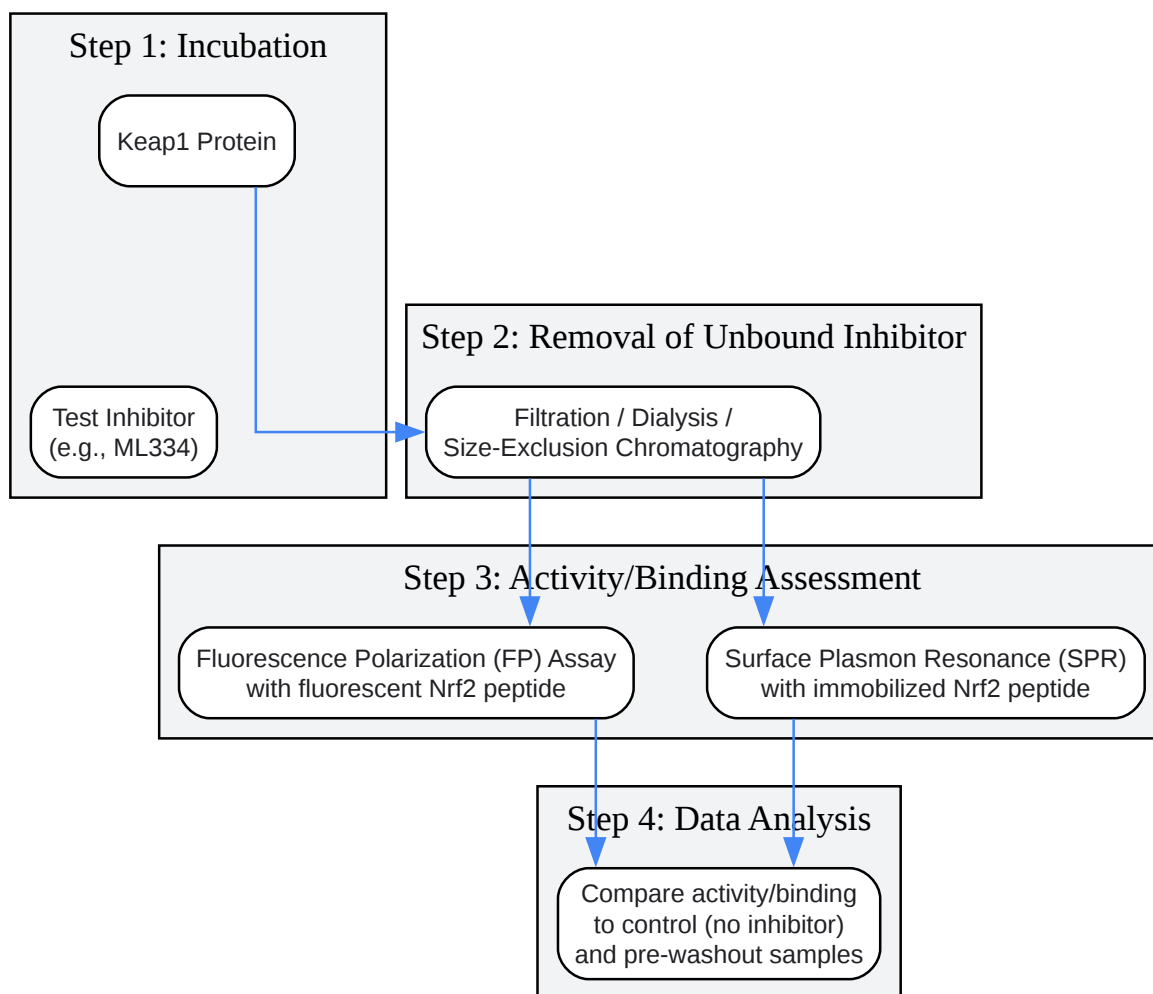 Step 1: Incubation
Keap1 Protein
Test Inhibitor
(e.g., ML334)
Step 2: Removal of Unbound Inhibitor
Filtration / Dialysis /
Size-Exclusion Chromatography
Step 3: Activity/Binding Assessment
Fluorescence Polarization (FP) Assay
with fluorescent Nrf2 peptide
Surface Plasmon Resonance (SPR)
with immobilized Nrf2 peptide
Step 4: Data Analysis
Compare activity/binding
to control (no inhibitor)
and pre-washout samples